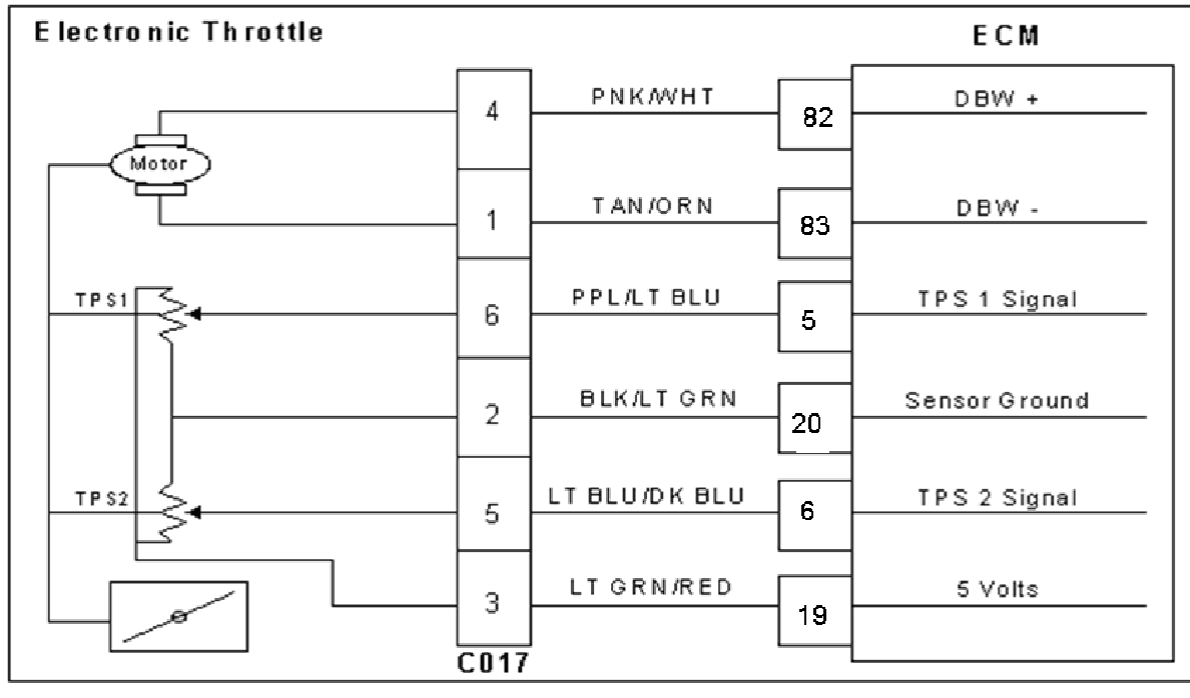 Electronic Throttle
ECM
4
PNK/WHT
82
DBW +
Motor
1
TAN/ORN
83
DBW -
TPS1
6
PPL/LT BLU
5
TPS 1 Signal
2
BLK/LT GRN
20
Sensor Ground
TPS2
5
LT BLU/DK BLU
6
TPS 2 Signal
3
LT GRN/RED
19
5 Volts
C017